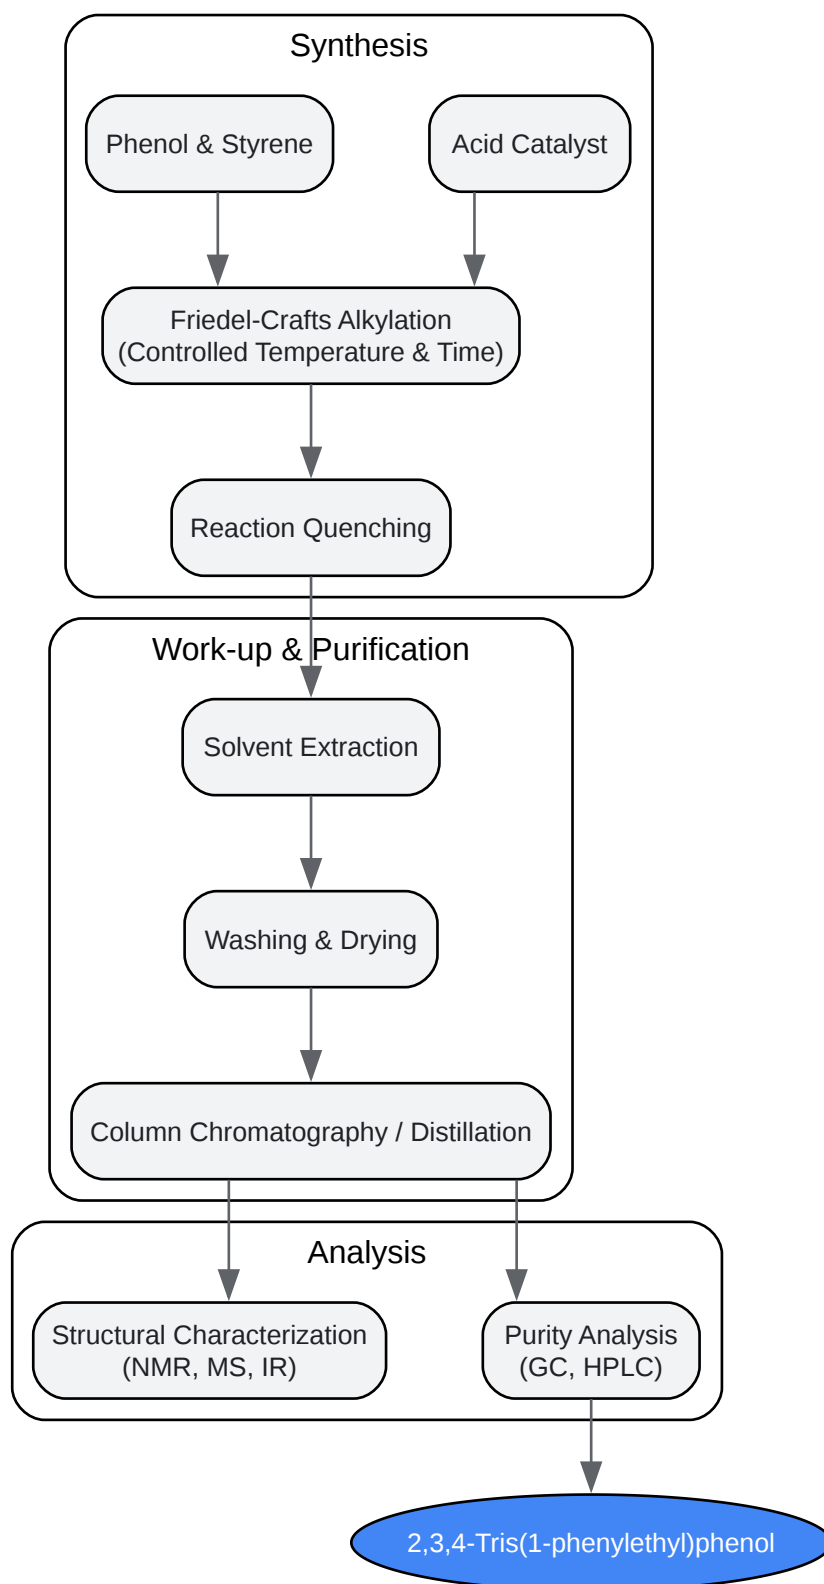 Synthesis
Phenol & Styrene
Acid Catalyst
Friedel-Crafts Alkylation
(Controlled Temperature & Time)
Reaction Quenching
Work-up & Purification
Solvent Extraction
Washing & Drying
Column Chromatography / Distillation
Analysis
Structural Characterization
(NMR, MS, IR)
Purity Analysis
(GC, HPLC)
2,3,4-Tris(1-phenylethyl)phenol